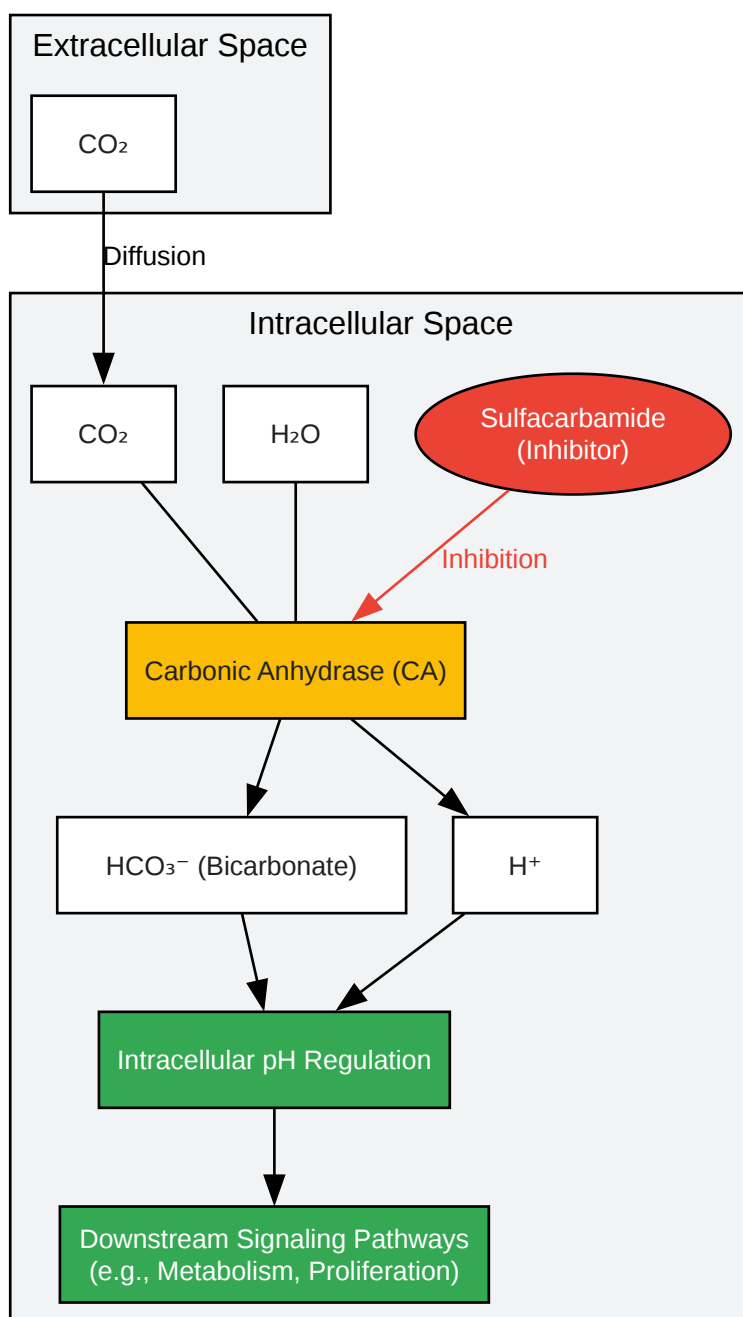 Extracellular Space
CO₂
Diffusion
Intracellular Space
CO₂
H₂O
Sulfacarbamide
(Inhibitor)
Inhibition
Carbonic Anhydrase (CA)
HCO₃⁻ (Bicarbonate)
H⁺
Intracellular pH Regulation
Downstream Signaling Pathways
(e.g., Metabolism, Proliferation)